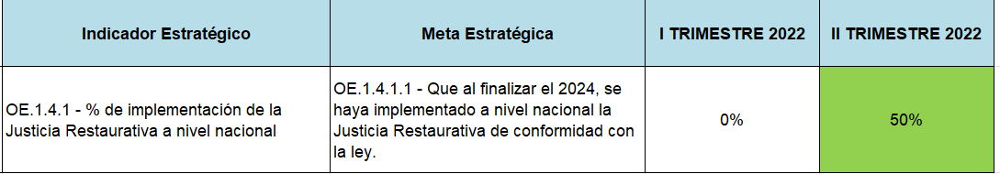 Indicador Estratégico
Meta Estratégica
I TRIMESTRE 2022
II TRIMESTRE 2022
OE.1.4.1 - % de implementación de la
Justicia Restaurativa a nivel nacional
OE.1.4.1.1 - Que al finalizar el 2024, se
haya implementado a nivel nacional la
Justicia Restaurativa de conformidad con
la ley.
0%
50%